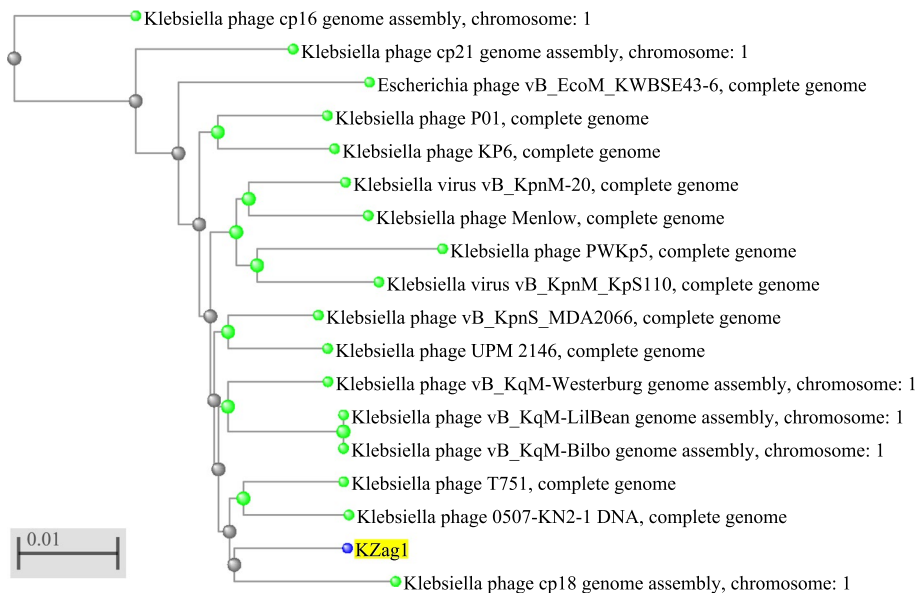 Klebsiella phage cp16 genome assembly, chromosome: 1
Klebsiella phage cp21 genome assembly, chromosome: 1
Escherichia phage vB_EcoM_KWBSE43-6, complete genome
Klebsiella phage P01, complete genome
Klebsiella phage KP6, complete genome
Klebsiella virus vB_KpnM-20, complete genome
Klebsiella phage Menlow, complete genome
Klebsiella phage PWKp5, complete genome
Klebsiella virus vB_KpnM_KpS110, complete genome
Klebsiella phage vB_KpnS_MDA2066, complete genome
Klebsiella phage UPM 2146, complete genome
Klebsiella phage vB_KqM-Westerburg genome assembly, chromosome: 1
Klebsiella phage vB_KqM-LilBean genome assembly, chromosome: 1
Klebsiella phage vB_KqM-Bilbo genome assembly, chromosome: 1
Klebsiella phage T751, complete genome
Klebsiella phage 0507-KN2-1 DNA, complete genome
0.01
KZag1
Klebsiella phage cp18 genome assembly, chromosome: 1